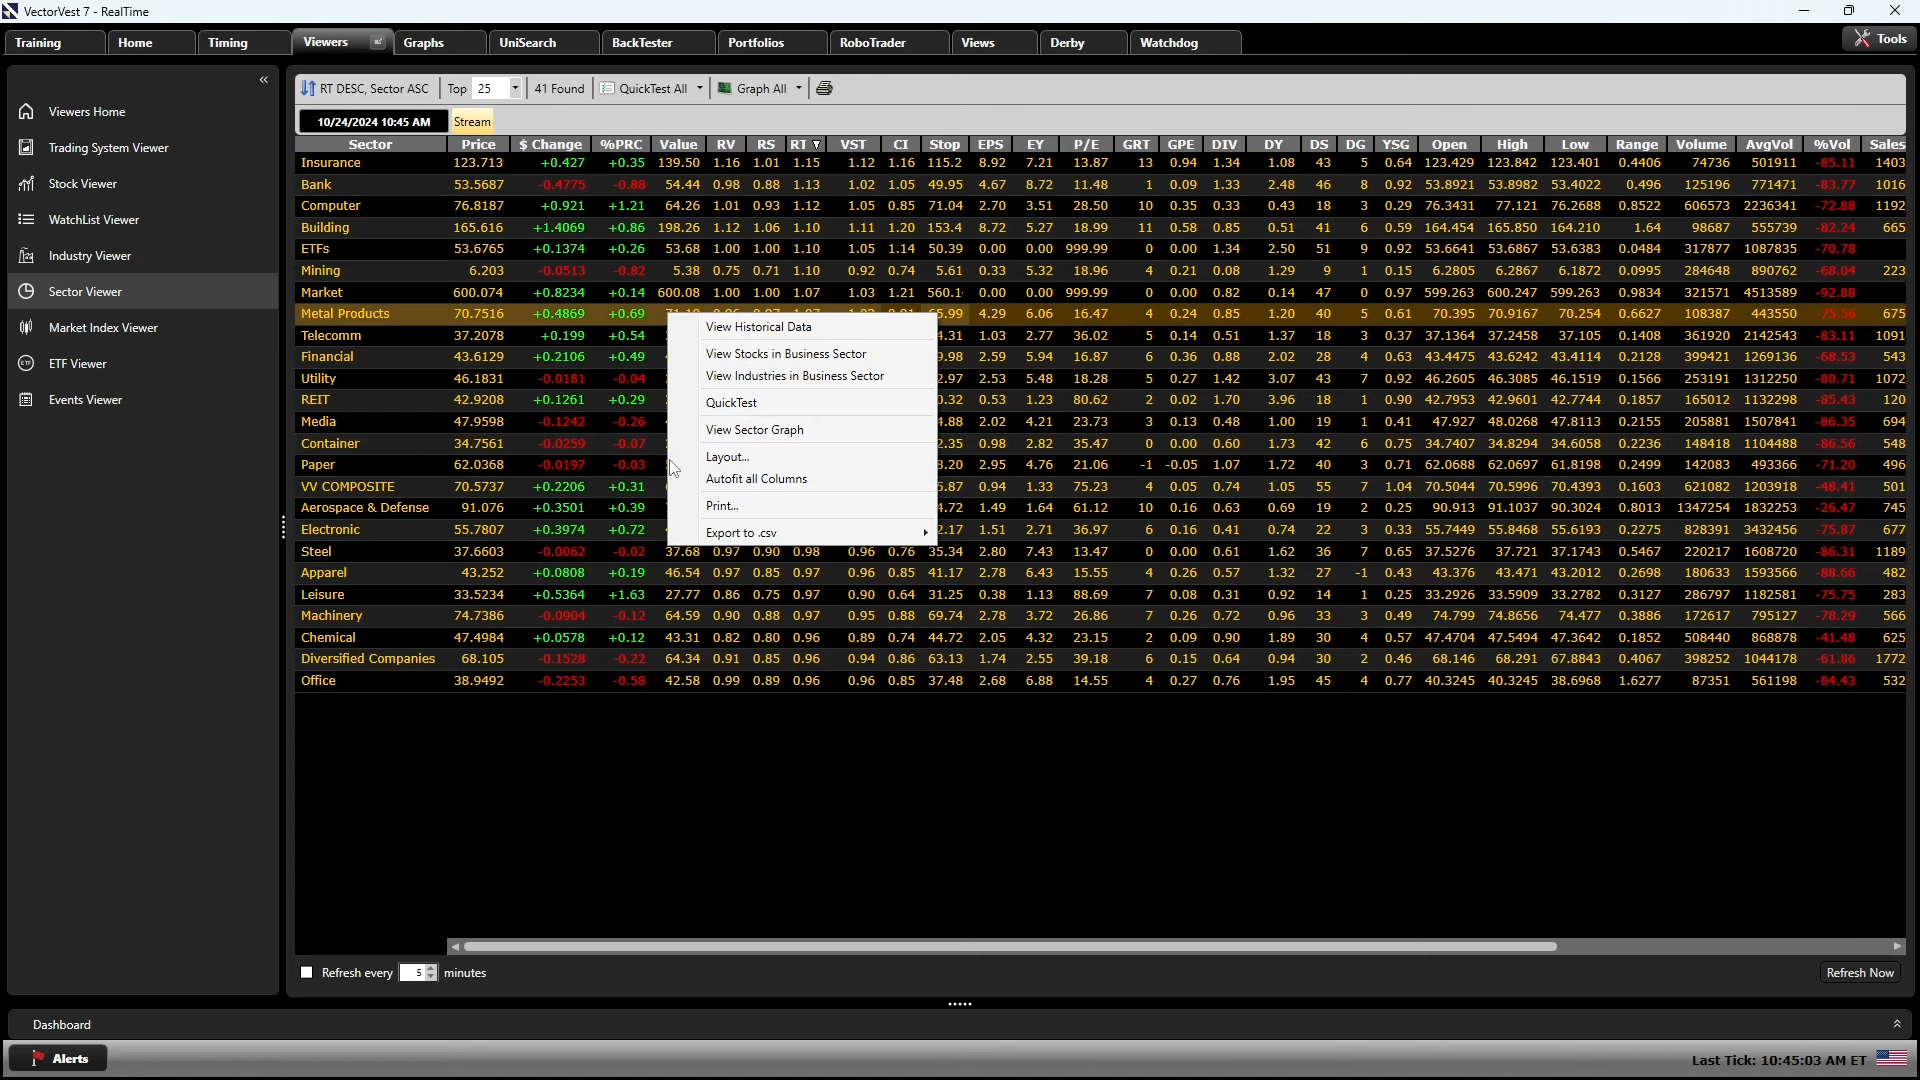 VectorVest 7 - RealTime
Training Home Timing Viewers Graphs UniSearch BackTester Portfolios RoboTrader Views Derby Watchdog Tools
Viewers Home
Trading System Viewer
Stock Viewer
WatchList Viewer
Industry Viewer
Sector Viewer
Market Index Viewer
ETF Viewer
Events Viewer
RT DESC, Sector ASC Top 25 41 Found QuickTest All Graph All
10/24/2024 10:45 AM Stream
Sector Price $ Change %PRC Value RV RS RT VST CI Stop EPS EY P/E GRT GPE DIV DY DS DG YSG Open High Low Range Volume AvgVol %Vol Sales
Insurance 123.713 +0.427 +0.35 139.50 1.16 1.01 1.15 1.12 1.16 115.2 8.92 7.21 13.87 13 0.94 1.34 1.08 43 5 0.64 123.429 123.842 123.401 0.4406 74736 501911 -85.11 1403
Bank 53.5687 -0.4775 -0.88 54.44 0.98 0.88 1.13 1.02 1.05 49.95 4.67 8.72 11.48 1 0.09 1.33 2.48 46 8 0.92 53.8921 53.8982 53.4022 0.496 125196 771471 -83.77 1016
Computer 76.8187 +0.921 +1.21 64.26 1.01 0.93 1.12 1.05 0.85 71.04 2.70 3.51 28.50 10 0.35 0.33 0.43 18 3 0.29 76.3431 77.121 76.2688 0.8522 606573 2236341 -72.88 1192
Building 165.616 +1.4069 +0.86 198.26 1.12 1.06 1.10 1.11 1.20 153.4 8.72 5.27 18.99 11 0.58 0.85 0.51 41 6 0.59 164.454 165.850 164.210 1.64 98687 555739 -82.24 665
ETFs 53.6765 +0.1374 +0.26 53.68 1.00 1.00 1.10 1.05 1.14 50.39 0.00 0.00 999.99 0 0.00 1.34 2.50 51 9 0.92 53.6641 53.6867 53.6383 0.0484 317877 1087835 -70.78
Mining 6.203 -0.0513 -0.82 5.38 0.75 0.71 1.10 0.92 0.74 5.61 0.33 5.32 18.96 4 0.21 0.08 1.29 9 1 0.15 6.2805 6.2867 6.1872 0.0995 284648 890762 -68.04 223
Market 600.074 +0.8234 +0.14 600.08 1.00 1.00 1.07 1.03 1.21 560.1 0.00 0.00 999.99 0 0.00 0.82 0.14 47 0 0.97 599.263 600.247 599.263 0.9834 321571 4513589 -92.88
Metal Products 70.7516 +0.4869 +0.69 4.29 6.06 16.47 4 0.24 0.85 1.20 40 5 0.61 70.395 70.9167 70.254 0.6627 108387 443550 -75.56 675
Telecomm 37.2078 +0.199 +0.54 1.03 2.77 36.02 5 0.14 0.51 1.37 18 3 0.37 37.1364 37.2458 37.105 0.1408 361920 2142543 -83.11 1091
Financial 43.6129 +0.2106 +0.49 2.59 5.94 16.87 6 0.36 0.88 2.02 28 4 0.63 43.4475 43.6242 43.4114 0.2128 399421 1269136 -68.53 543
Utility 46.1831 -0.0181 -0.04 2.53 5.48 18.28 5 0.27 1.42 3.07 43 7 0.92 46.2605 46.3085 46.1519 0.1566 253191 1312250 -80.71 1072
REIT 42.9208 +0.1261 +0.29 0.53 1.23 80.62 2 0.02 1.70 3.96 18 1 0.90 42.7953 42.9601 42.7744 0.1857 165012 1132298 -85.43 120
Media 47.9598 -0.1242 -0.26 2.02 4.21 23.73 3 0.13 0.48 1.00 19 1 0.41 47.927 48.0268 47.8113 0.2155 205881 1507841 -86.35 694
Container 34.7561 -0.0259 -0.07 0.98 2.82 35.47 0 0.00 0.60 1.73 42 6 0.75 34.7407 34.8294 34.6058 0.2236 148418 1104488 -86.56 548
Paper 62.0368 -0.0197 -0.03 2.95 4.76 21.06 -1 -0.05 1.07 1.72 40 3 0.71 62.0688 62.0697 61.8198 0.2499 142083 493366 -71.20 496
VV COMPOSITE 70.5737 +0.2206 +0.31 0.94 1.33 75.23 4 0.05 0.74 1.05 55 7 1.04 70.5044 70.5996 70.4393 0.1603 621082 1203918 -48.41 501
Aerospace & Defense 91.076 +0.3501 +0.39 1.49 1.64 61.12 10 0.16 0.63 0.69 19 2 0.25 90.913 91.1037 90.3024 0.8013 1347254 1832253 -26.47 745
Electronic 55.7807 +0.3974 +0.72 1.51 2.71 36.97 6 0.16 0.41 0.74 22 3 0.33 55.7449 55.8468 55.6193 0.2275 828391 3432456 -75.87 677
Steel 37.6603 -0.0062 -0.02 37.68 0.97 0.90 0.98 0.96 0.76 35.34 2.80 7.43 13.47 0 0.00 0.61 1.62 36 7 0.65 37.5276 37.721 37.1743 0.5467 220217 1608720 -86.31 1189
Apparel 43.252 +0.0808 +0.19 46.54 0.97 0.85 0.97 0.96 0.85 41.17 2.78 6.43 15.55 4 0.26 0.57 1.32 27 -1 0.43 43.376 43.471 43.2012 0.2698 180633 1593566 -88.66 482
Leisure 33.5234 +0.5364 +1.63 27.77 0.86 0.75 0.97 0.90 0.64 31.25 0.38 1.13 88.69 7 0.08 0.31 0.92 14 1 0.25 33.2926 33.5909 33.2782 0.3127 286797 1182581 -75.75 283
Machinery 74.7386 -0.0904 -0.12 64.59 0.90 0.88 0.97 0.95 0.88 69.74 2.78 3.72 26.86 7 0.26 0.72 0.96 33 3 0.49 74.799 74.8656 74.477 0.3886 172617 795127 -78.29 566
Chemical 47.4984 +0.0578 +0.12 43.31 0.82 0.80 0.96 0.89 0.74 44.72 2.05 4.32 23.15 2 0.09 0.90 1.89 30 4 0.57 47.4704 47.5494 47.3642 0.1852 508440 868878 -41.48 625
Diversified Companies 68.105 -0.1528 -0.22 64.34 0.91 0.85 0.96 0.94 0.86 63.13 1.74 2.55 39.18 6 0.15 0.64 0.94 30 2 0.46 68.146 68.291 67.8843 0.4067 398252 1044178 -61.86 1772
Office 38.9492 -0.2253 -0.58 42.58 0.99 0.89 0.96 0.96 0.85 37.48 2.68 6.88 14.55 4 0.27 0.76 1.95 45 4 0.77 40.3245 40.3245 38.6968 1.6277 87351 561198 -84.43 532
View Historical Data
View Stocks in Business Sector
View Industries in Business Sector
QuickTest
View Sector Graph
Layout...
Autofit all Columns
Print...
Export to .csv
Refresh every 5 minutes Refresh Now
Dashboard
Alerts Last Tick: 10:45:03 AM ET